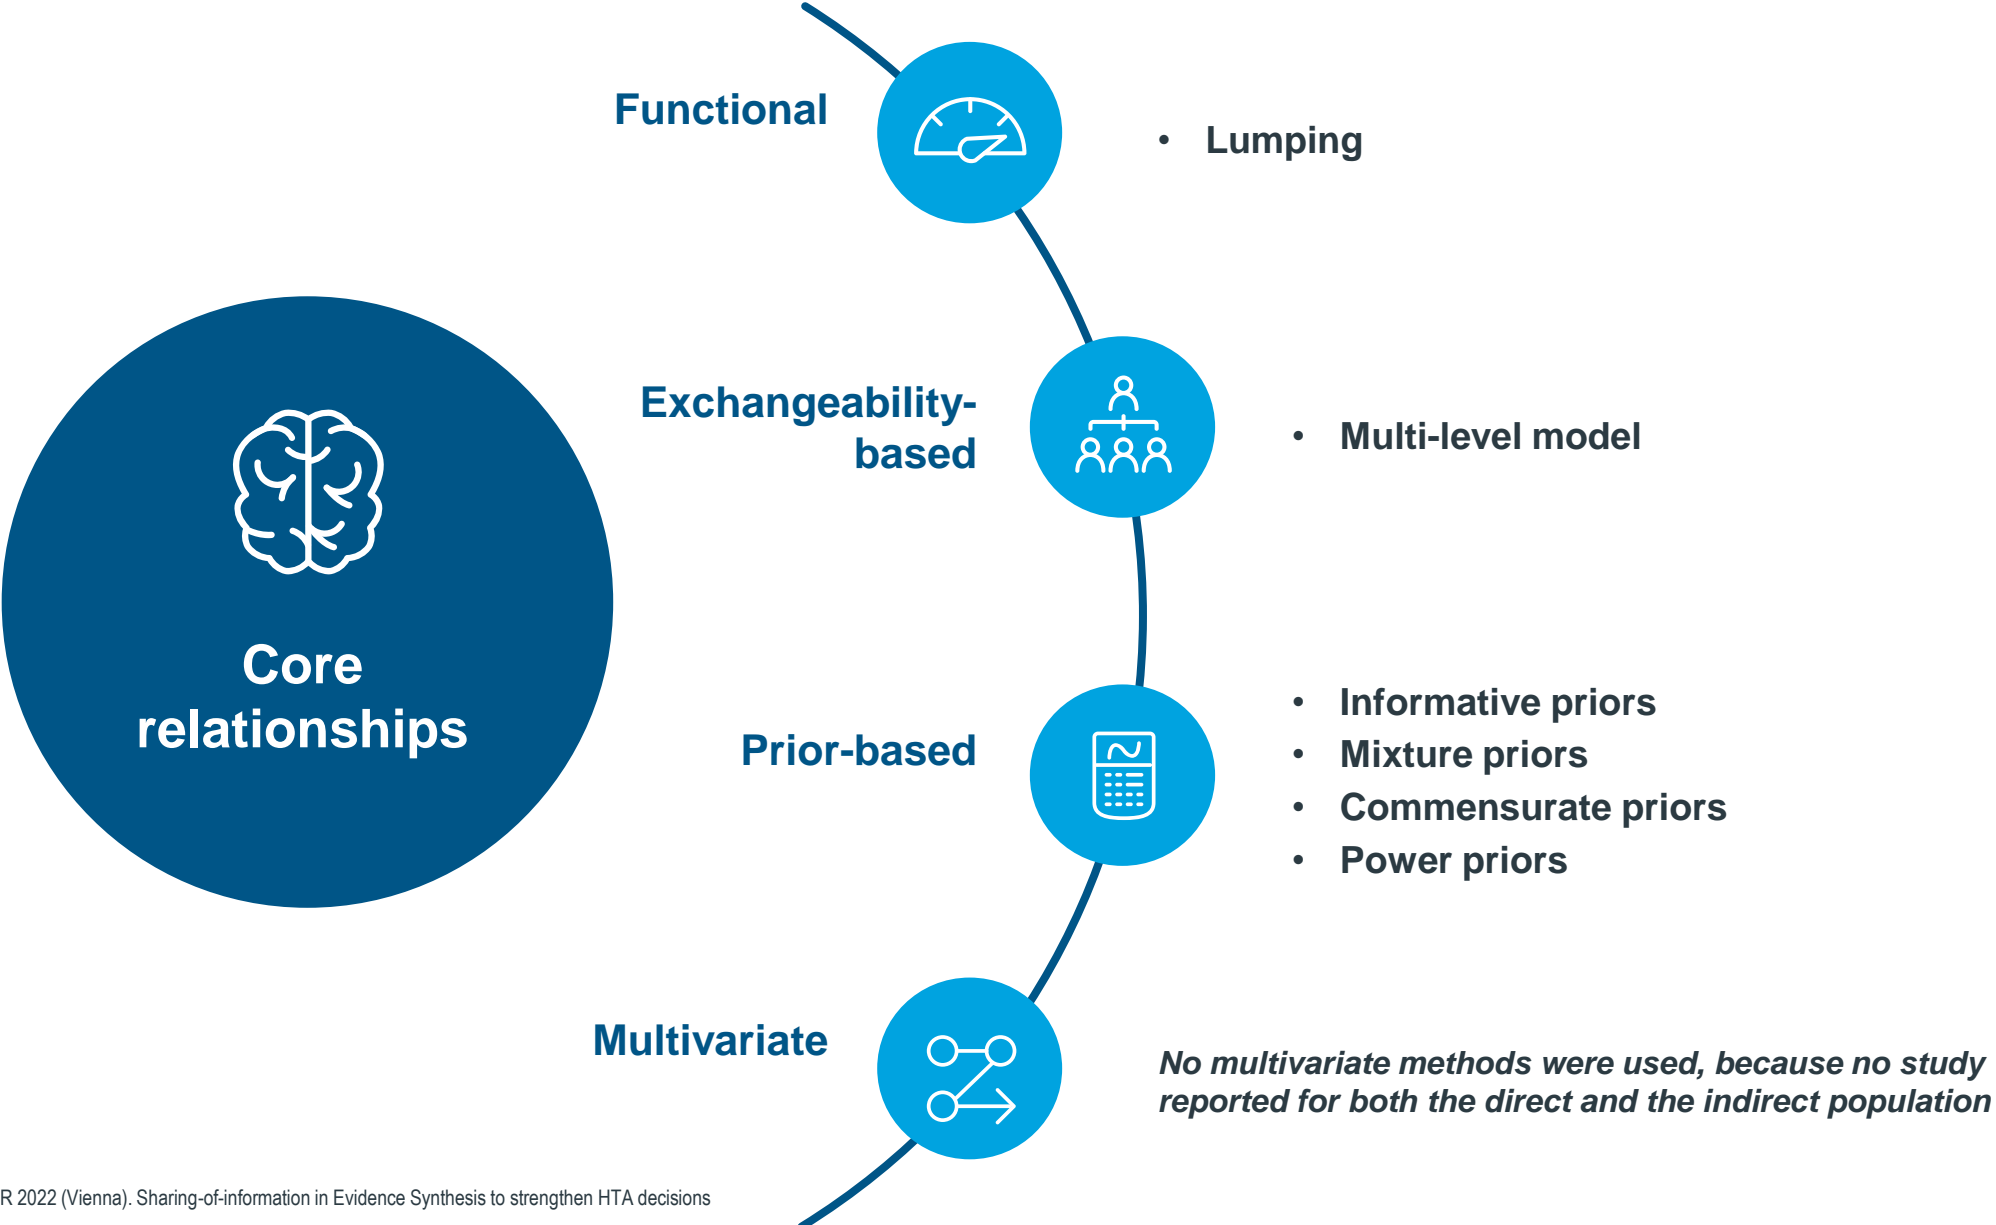 Functional
• Lumping
Exchangeability-
based
• Multi-level model
Core
relationships
Prior-based
• Informative priors
• Mixture priors
• Commensurate priors
• Power priors
Multivariate
No multivariate methods were used, because no study
reported for both the direct and the indirect population
R 2022 (Vienna). Sharing-of-information in Evidence Synthesis to strengthen HTA decisions